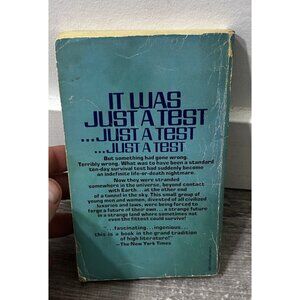 IT WAS
JUST A TEST
...JUST A TEST
...JUST A TEST
But something had gone wrong.
Terribly wrong. What was to have been a standard
ten-day survival test had suddenly become
an indefinite life-or-death nightmare.
Now they were stranded
somewhere in the universe, beyond contact
with Earth . . . at the other end
of a tunnel in the sky. This small group of
young men and women, divested of all civilized
luxuries and laws, were being forced to
forge a future of their own . . . a strange future
in a strange land where sometimes not
even the fittest could survive!
". . . fascinating...ingenious . . .
this is a book in the grand tradition
of high literature!"
—The New York Times